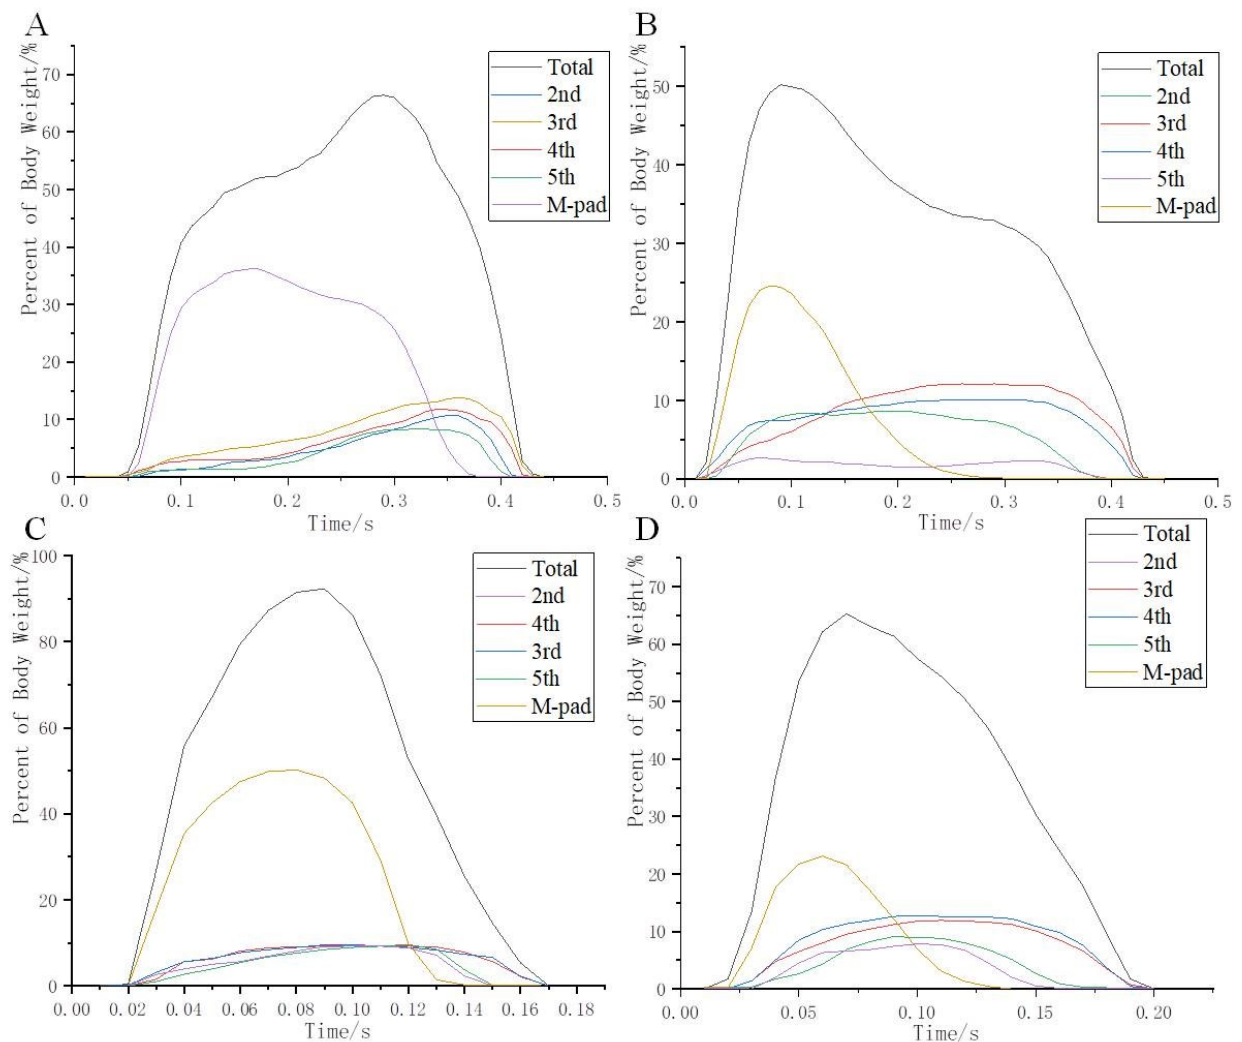 A
Percent of Body Weight/%
70
60
50
40
30
20
10
0
0.0 0.1 0.2 0.3 0.4 0.5
Time/s
Total
2nd
3rd
4th
5th
M-pad
B
Percent of Body Weight/%
50
40
30
20
10
0
0.0 0.1 0.2 0.3 0.4 0.5
Time/s
Total
2nd
3rd
4th
5th
M-pad
C
Percent of Body Weight/%
100
80
60
40
20
0
0.00 0.02 0.04 0.06 0.08 0.10 0.12 0.14 0.16 0.18
Time/s
Total
2nd
4th
3rd
5th
M-pad
D
Percent of Body Weight/%
70
60
50
40
30
20
10
0
0.00 0.05 0.10 0.15 0.20
Time/s
Total
2nd
3rd
4th
5th
M-pad